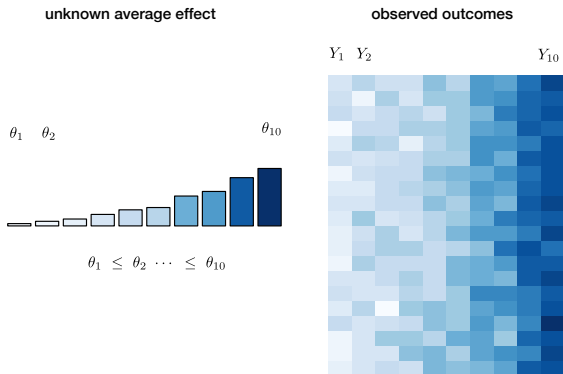 unknown average effect
observed outcomes
Y₁ Y₂ Y₁₀
θ₁ θ₂ θ₁₀
θ₁ ≤ θ₂ ⋯ ≤ θ₁₀